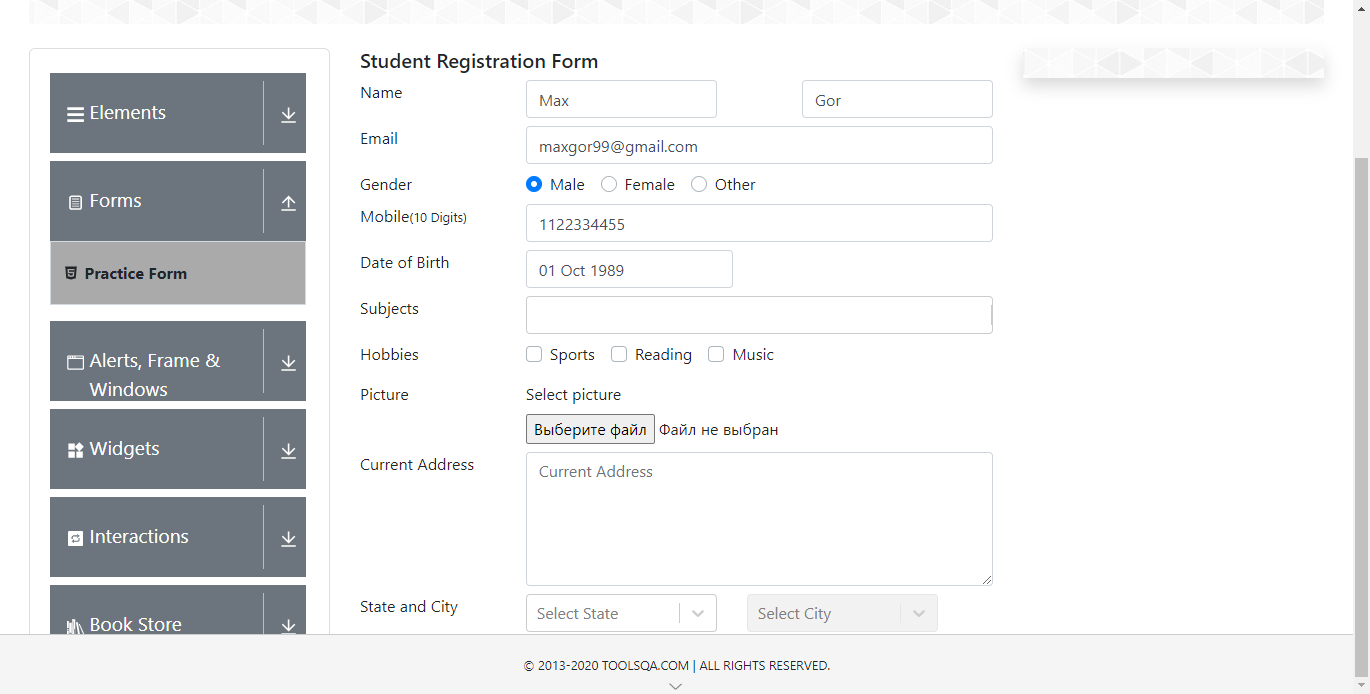 Elements
Forms
Practice Form
Alerts, Frame &
Windows
Widgets
Interactions
Book Store
Student Registration Form
Name
Max
Gor
Email
maxgor99@gmail.com
Gender
Male
Female
Other
Mobile(10 Digits)
1122334455
Date of Birth
01 Oct 1989
Subjects
Hobbies
Sports
Reading
Music
Picture
Select picture
Выберите файл Файл не выбран
Current Address
Current Address
State and City
Select State
Select City
© 2013-2020 TOOLSQA.COM | ALL RIGHTS RESERVED.